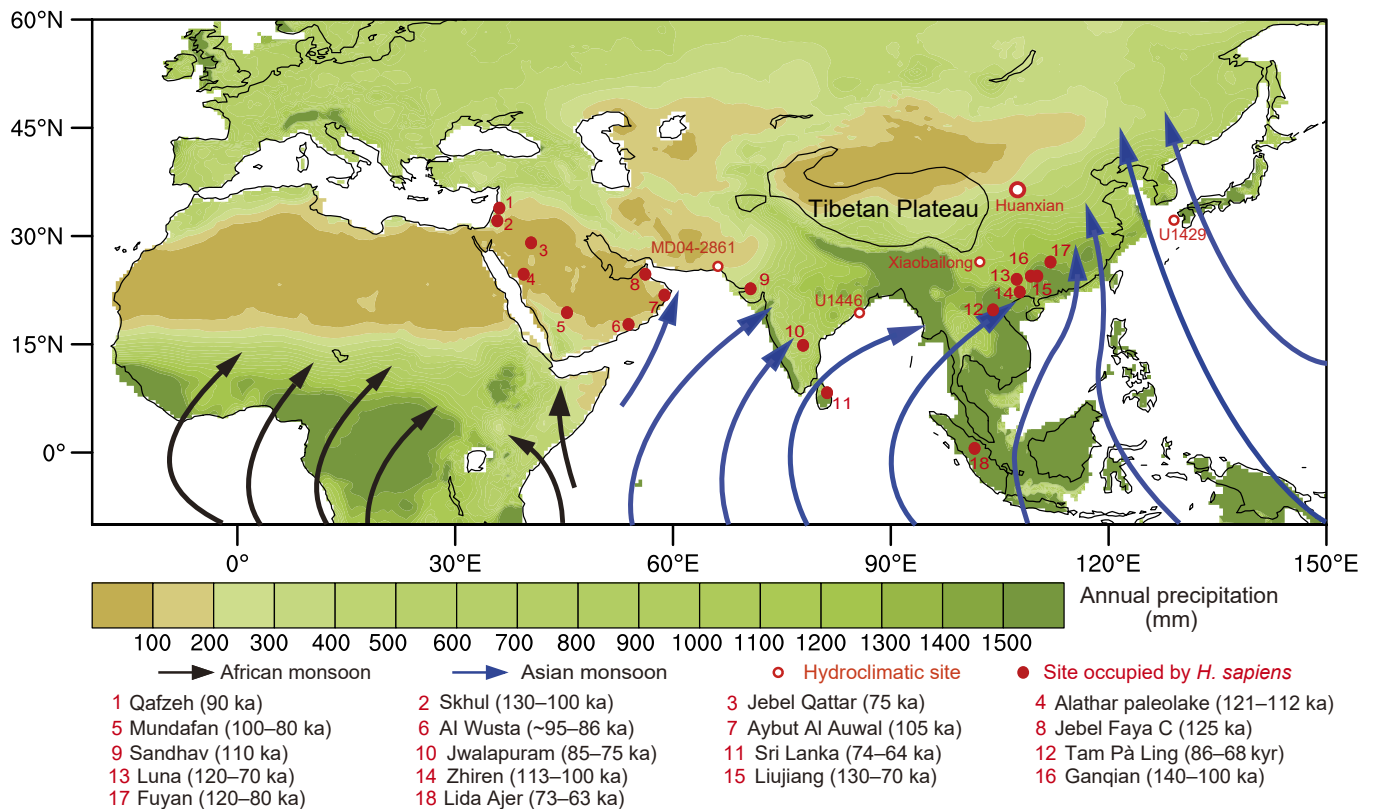 60°N
45°N
30°N
15°N
0°
0°
30°E
60°E
90°E
120°E
150°E
Tibetan Plateau
Huanxian
U1429
MD04-2861
Xiaobailong
U1446
1
2
3
4
5
6
7
8
9
10
11
12
13
14
15
16
17
18
100 200 300 400 500 600 700 800 900 1000 1100 1200 1300 1400 1500
Annual precipitation
(mm)
African monsoon Asian monsoon Hydroclimatic site Site occupied by H. sapiens
1 Qafzeh (90 ka) 2 Skhul (130–100 ka) 3 Jebel Qattar (75 ka) 4 Alathar paleolake (121–112 ka)
5 Mundafan (100–80 ka) 6 Al Wusta (~95–86 ka) 7 Aybut Al Auwal (105 ka) 8 Jebel Faya C (125 ka)
9 Sandhav (110 ka) 10 Jwalapuram (85–75 ka) 11 Sri Lanka (74–64 ka) 12 Tam Pà Ling (86–68 kyr)
13 Luna (120–70 ka) 14 Zhiren (113–100 ka) 15 Liujiang (130–70 ka) 16 Ganqian (140–100 ka)
17 Fuyan (120–80 ka) 18 Lida Ajer (73–63 ka)